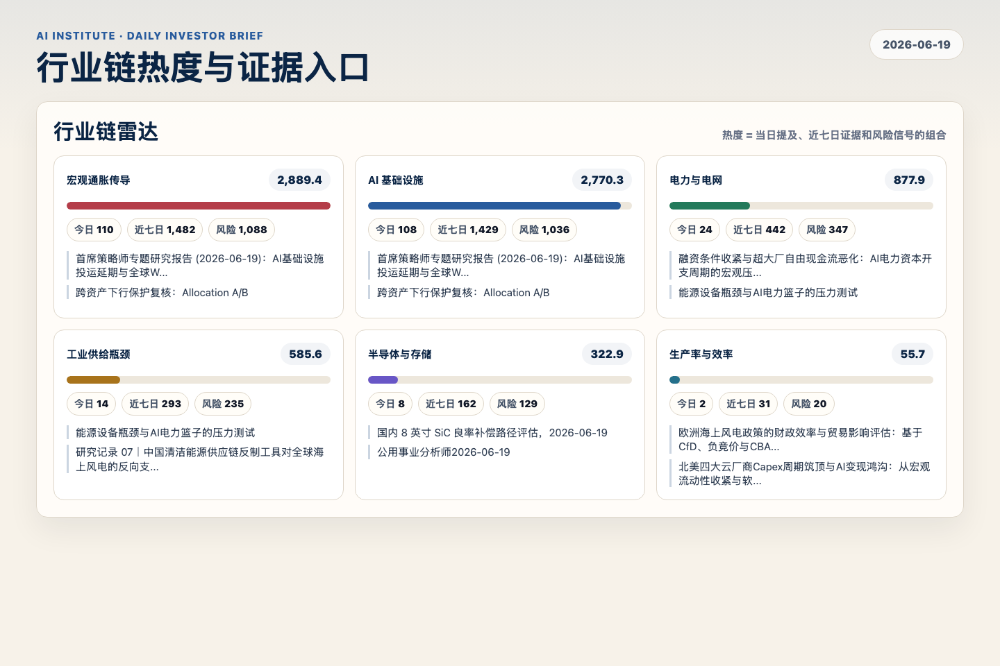 AI INSTITUTE · DAILY INVESTOR BRIEF
行业链热度与证据入口
2026-06-19
行业链雷达
热度 = 当日提及、近七日证据和风险信号的组合
宏观通胀传导
2,889.4
今日 110
近七日 1,482
风险 1,088
首席策略师专题研究报告 (2026-06-19)：AI基础设施
投运延期与全球W...
跨资产下行保护复核：Allocation A/B
AI 基础设施
2,770.3
今日 108
近七日 1,429
风险 1,036
首席策略师专题研究报告 (2026-06-19)：AI基础设施
投运延期与全球W...
跨资产下行保护复核：Allocation A/B
电力与电网
877.9
今日 24
近七日 442
风险 347
融资条件收紧与超大厂自由现金流恶化：AI电力资本开
支周期的宏观压...
能源设备瓶颈与AI电力篮子的压力测试
工业供给瓶颈
585.6
今日 14
近七日 293
风险 235
能源设备瓶颈与AI电力篮子的压力测试
研究记录 07｜中国清洁能源供应链反制工具对全球海
上风电的反向支...
半导体与存储
322.9
今日 8
近七日 162
风险 129
国内 8 英寸 SiC 良率补偿路径评估，2026-06-19
公用事业分析师2026-06-19
生产率与效率
55.7
今日 2
近七日 31
风险 20
欧洲海上风电政策的财政效率与贸易影响评估：基于
CfD、负竞价与CBA...
北美四大云厂商Capex周期筑顶与AI变现鸿沟：从宏观
流动性收紧与软...